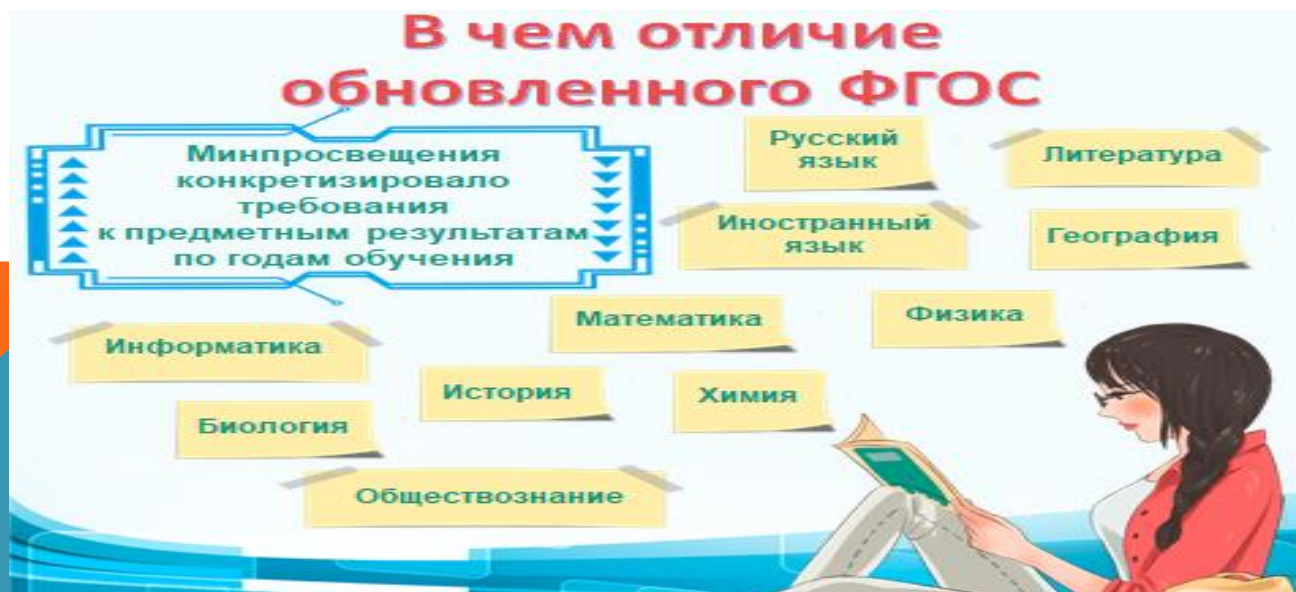 В чем отличие
обновленного ФГОС
Минпросвещения
конкретизировало
требования
к предметным результатам
по годам обучения
Русский
язык
Литература
Иностранный
язык
География
Математика
Физика
Информатика
История
Химия
Биология
Обществознание